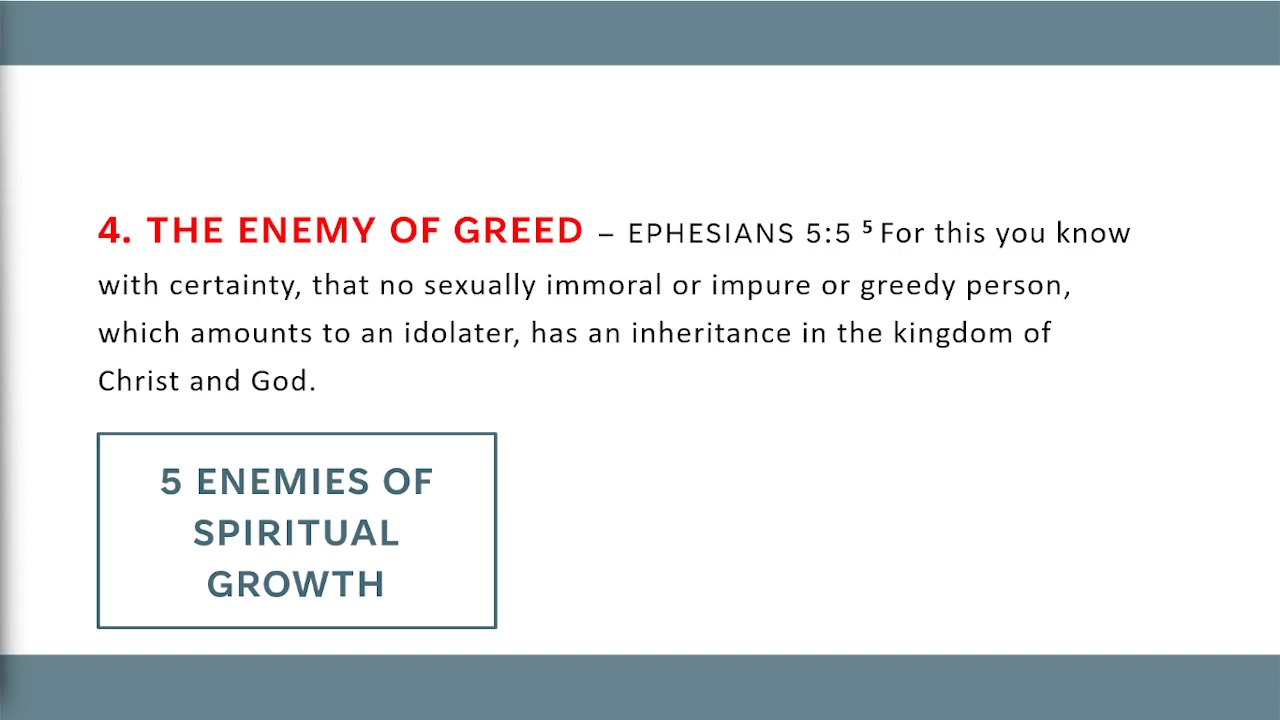 4. THE ENEMY OF GREED – EPHESIANS 5:5 ⁵ For this you know
with certainty, that no sexually immoral or impure or greedy person,
which amounts to an idolater, has an inheritance in the kingdom of
Christ and God.
5 ENEMIES OF
SPIRITUAL
GROWTH